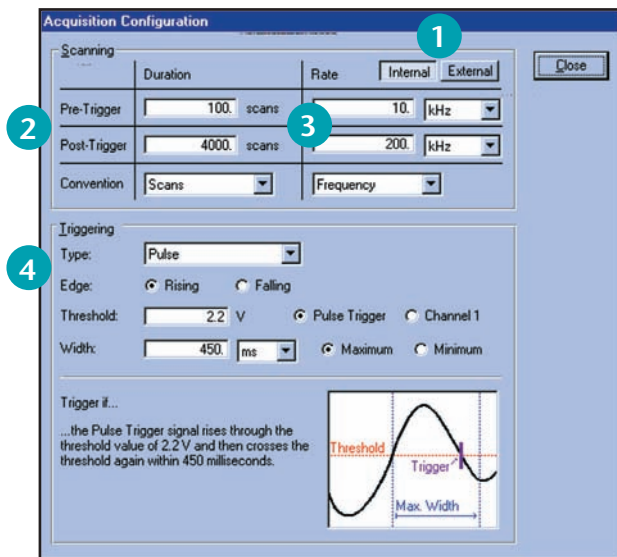 Acquisition Configuration
1
Scanning
Duration Rate Internal External Close
2 Pre-Trigger 100. scans 10. kHz
3
Post-Trigger 4000. scans 200. kHz
Convention Scans Frequency
Triggering
4 Type: Pulse
Edge: Rising Falling
Threshold: 2.2 V Pulse Trigger Channel 1
Width: 450. ms Maximum Minimum
Trigger if...
...the Pulse Trigger signal rises through the
threshold value of 2.2 V and then crosses the
threshold again within 450 milliseconds.
Threshold
Trigger
Max. Width